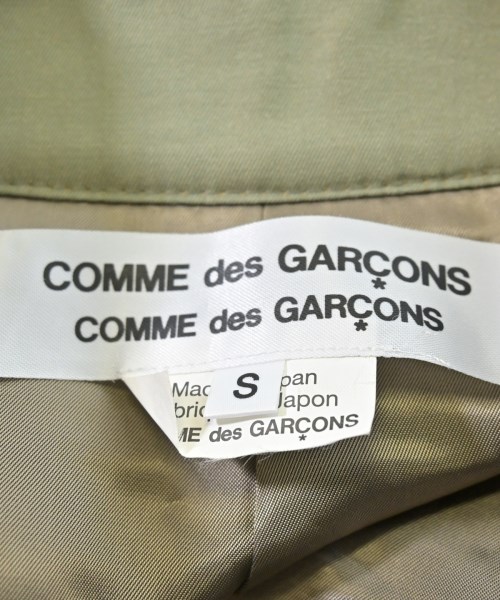 COMME des GARÇONS
COMME des GARÇONS
S
Mac pan
bric Japon
ME des GARÇONS